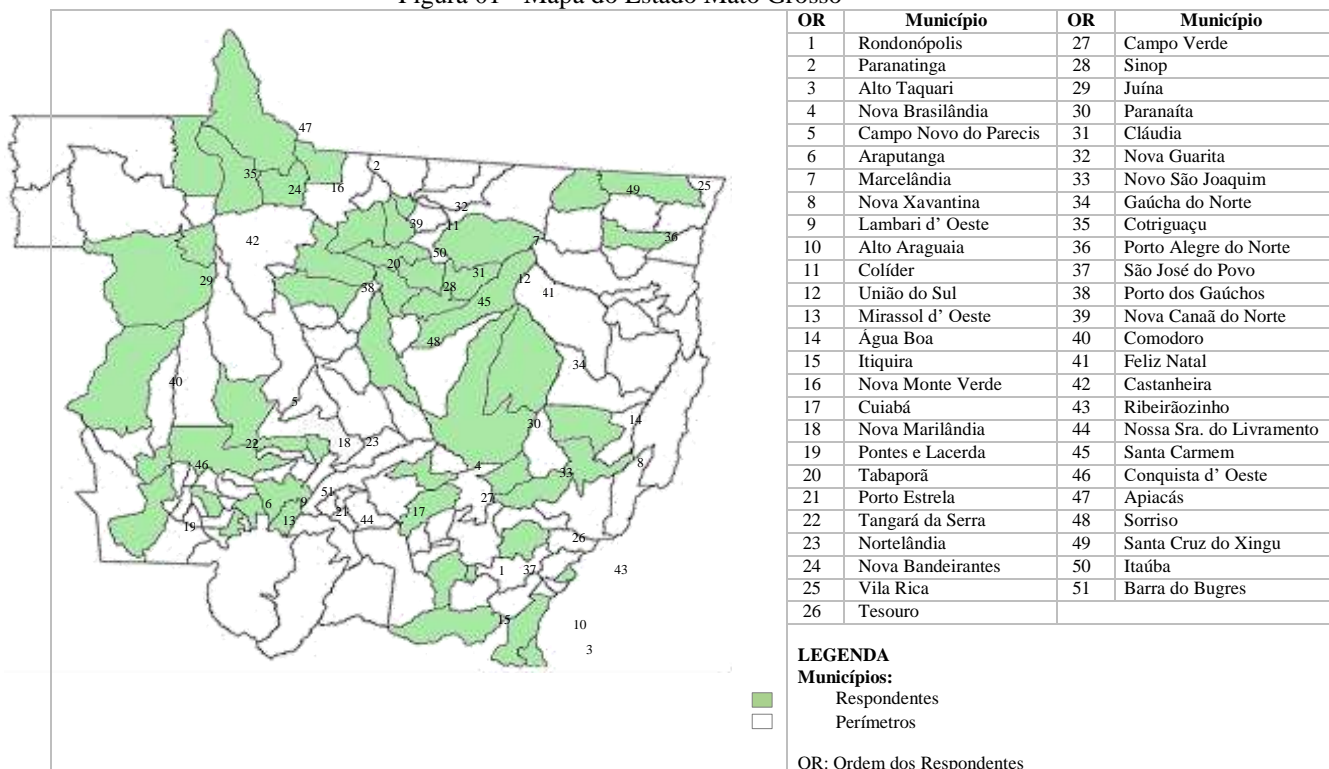 Figura 01 - Mapa do Estado Mato Grosso
OR Município OR Município
1 Rondonópolis 27 Campo Verde
2 Paranatinga 28 Sinop
3 Alto Taquari 29 Juína
4 Nova Brasilândia 30 Paranaíta
5 Campo Novo do Parecis 31 Cláudia
6 Araputanga 32 Nova Guarita
7 Marcelândia 33 Novo São Joaquim
8 Nova Xavantina 34 Gaúcha do Norte
9 Lambari d’ Oeste 35 Cotriguaçu
10 Alto Araguaia 36 Porto Alegre do Norte
11 Colíder 37 São José do Povo
12 União do Sul 38 Porto dos Gaúchos
13 Mirassol d’ Oeste 39 Nova Canaã do Norte
14 Água Boa 40 Comodoro
15 Itiquira 41 Feliz Natal
16 Nova Monte Verde 42 Castanheira
17 Cuiabá 43 Ribeirãozinho
18 Nova Marilândia 44 Nossa Sra. do Livramento
19 Pontes e Lacerda 45 Santa Carmem
20 Tabaporã 46 Conquista d’ Oeste
21 Porto Estrela 47 Apiacás
22 Tangará da Serra 48 Sorriso
23 Nortelândia 49 Santa Cruz do Xingu
24 Nova Bandeirantes 50 Itaúba
25 Vila Rica 51 Barra do Bugres
26 Tesouro
47
2
35 24 16 49 25
32
39 11
42 50 7 36
20 31 12
29 38 28 45 41
48
34
40
5
30 14
22 18 23
46 4 33 8
51 27
6 9 21 17
19 13 44
26
1 37 43
15 10
3
LEGENDA
Municípios:
Respondentes
Perímetros
OR: Ordem dos Respondentes